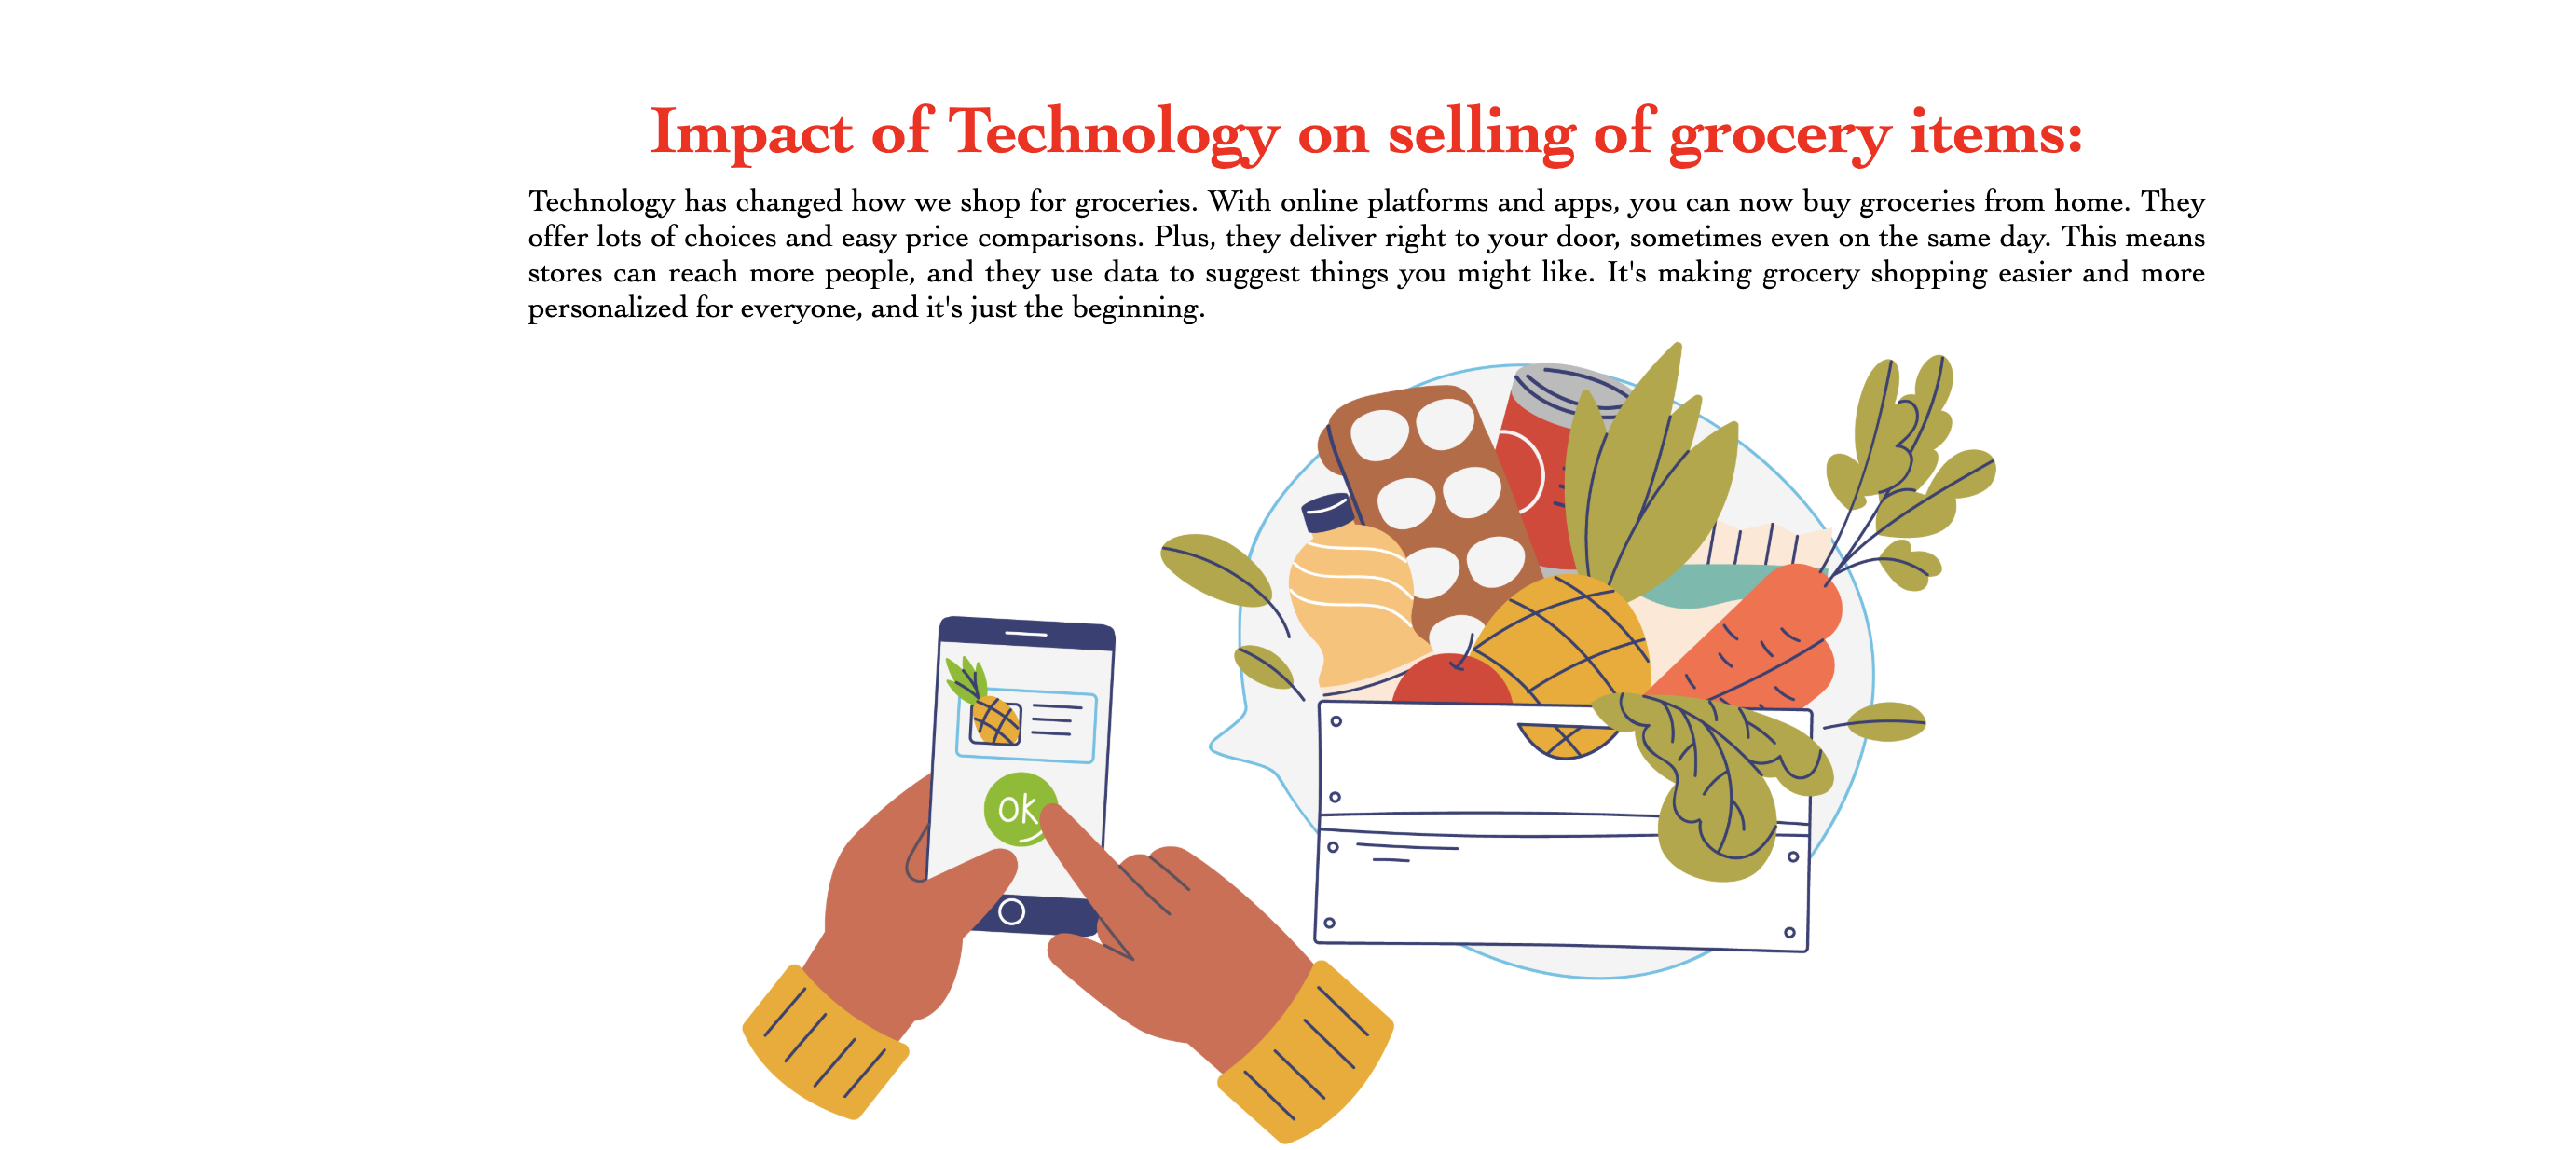 Impact of Technology on selling of grocery items:
Technology has changed how we shop for groceries. With online platforms and apps, you can now buy groceries from home. They
offer lots of choices and easy price comparisons. Plus, they deliver right to your door, sometimes even on the same day. This means
stores can reach more people, and they use data to suggest things you might like. It's making grocery shopping easier and more
personalized for everyone, and it's just the beginning.
OK